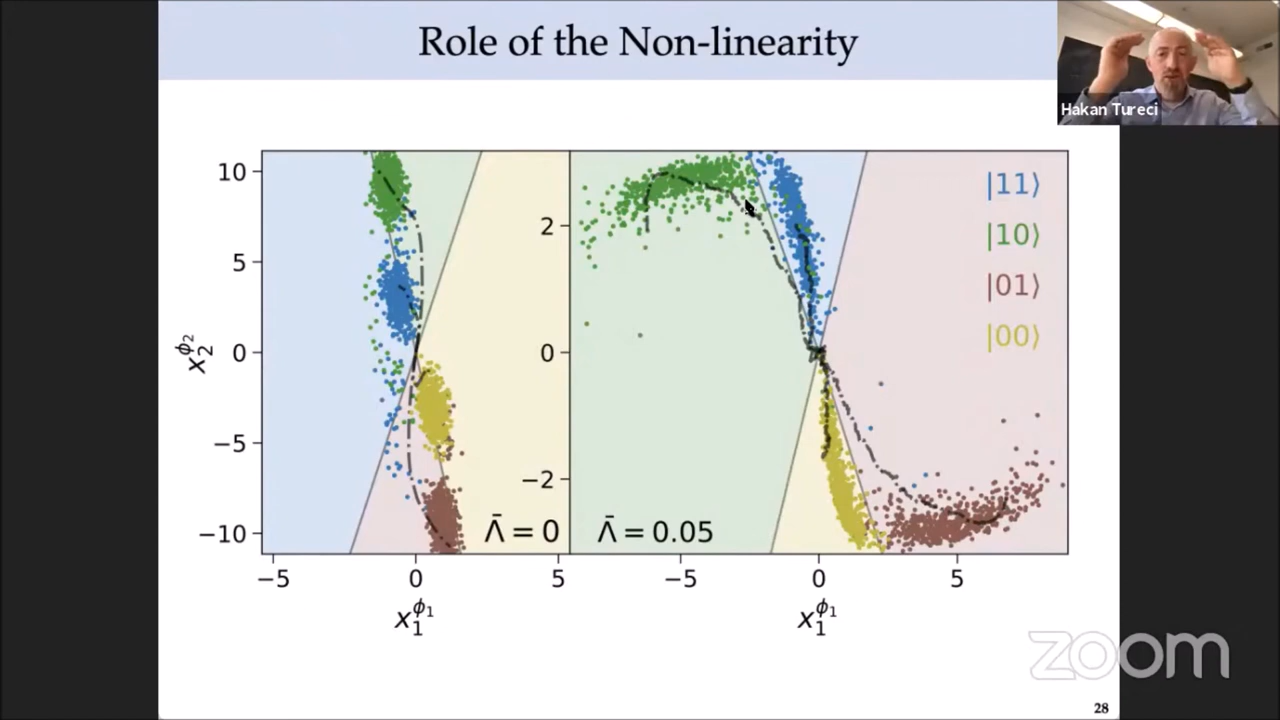 Role of the Non-linearity
Hakan Tureci
10
5
0
−5
−10
x₂^ϕ₂
−5
0
5
x₁^ϕ₁
Λ̄ = 0
2
0
−2
Λ̄ = 0.05
−5
0
5
x₁^ϕ₁
|11⟩
|10⟩
|01⟩
|00⟩
zoom
28